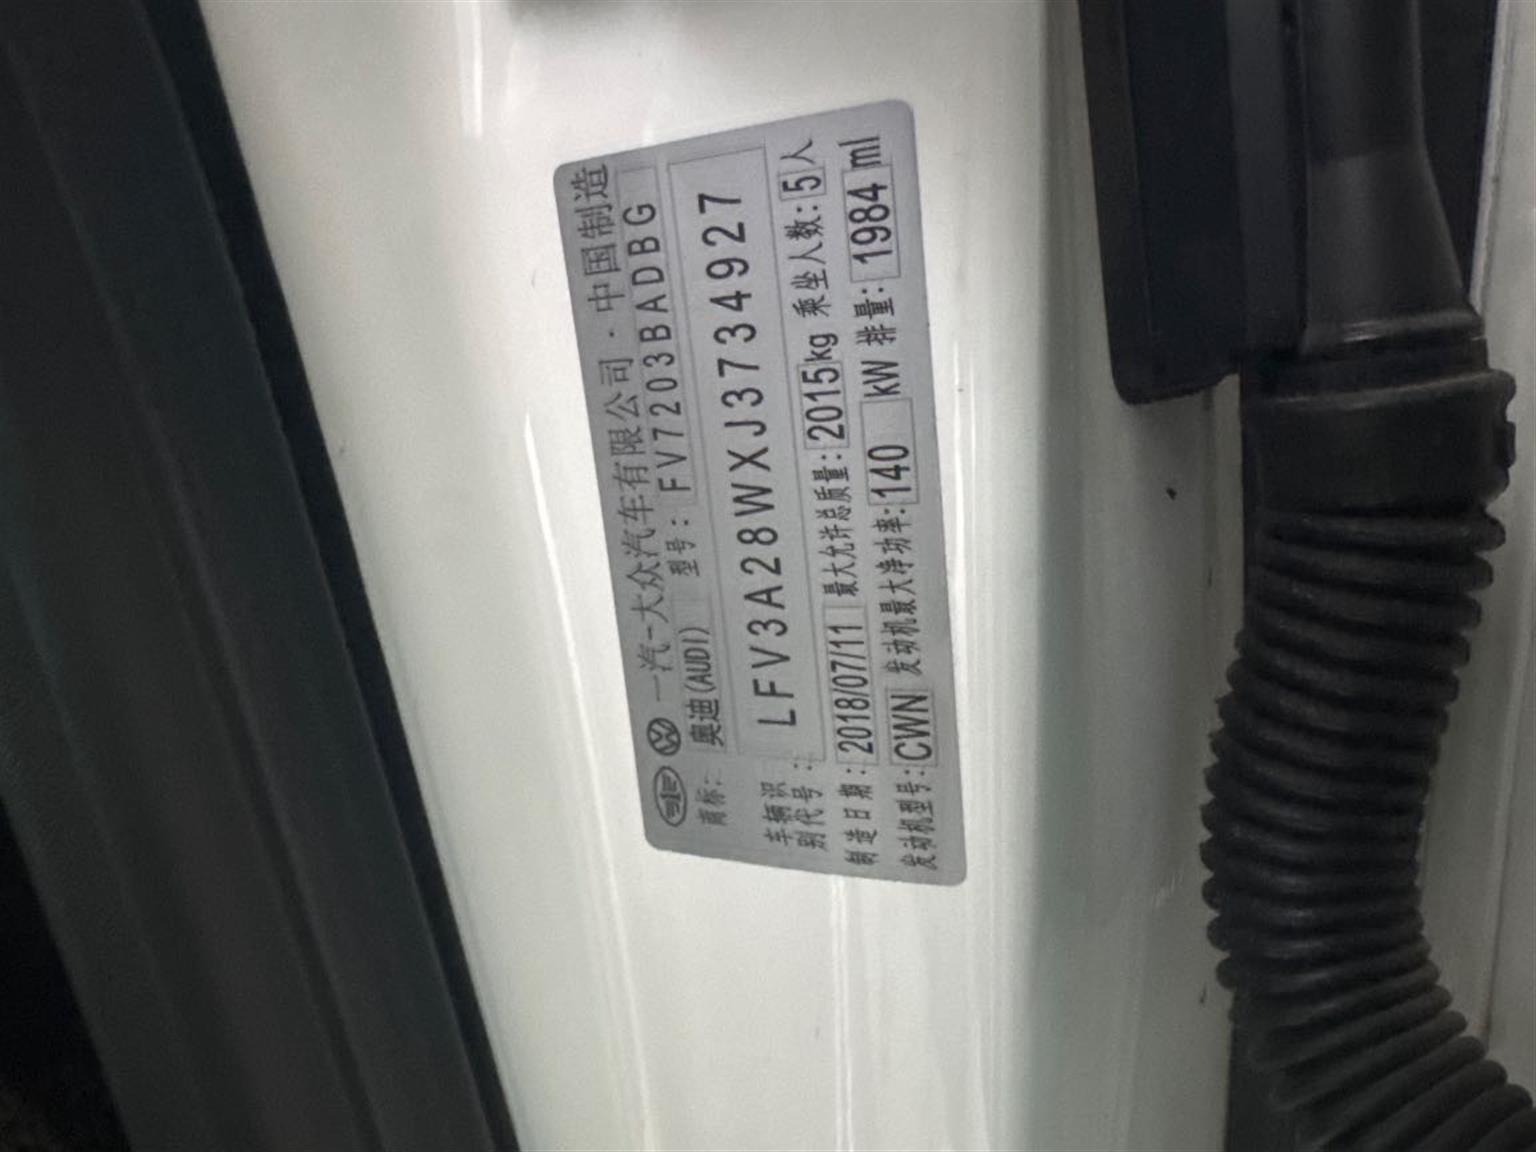 一汽-大众汽车有限公司·中国制造
商标：奥迪(AUDI) 型号：FV7203BADBG
车辆识别代号：LFV3A28WXJ3734927
制造日期：2018/07/11 最大允许总质量：2015kg 乘坐人数：5人
发动机型号：CWN 发动机最大净功率：140 kW 排量：1984 ml